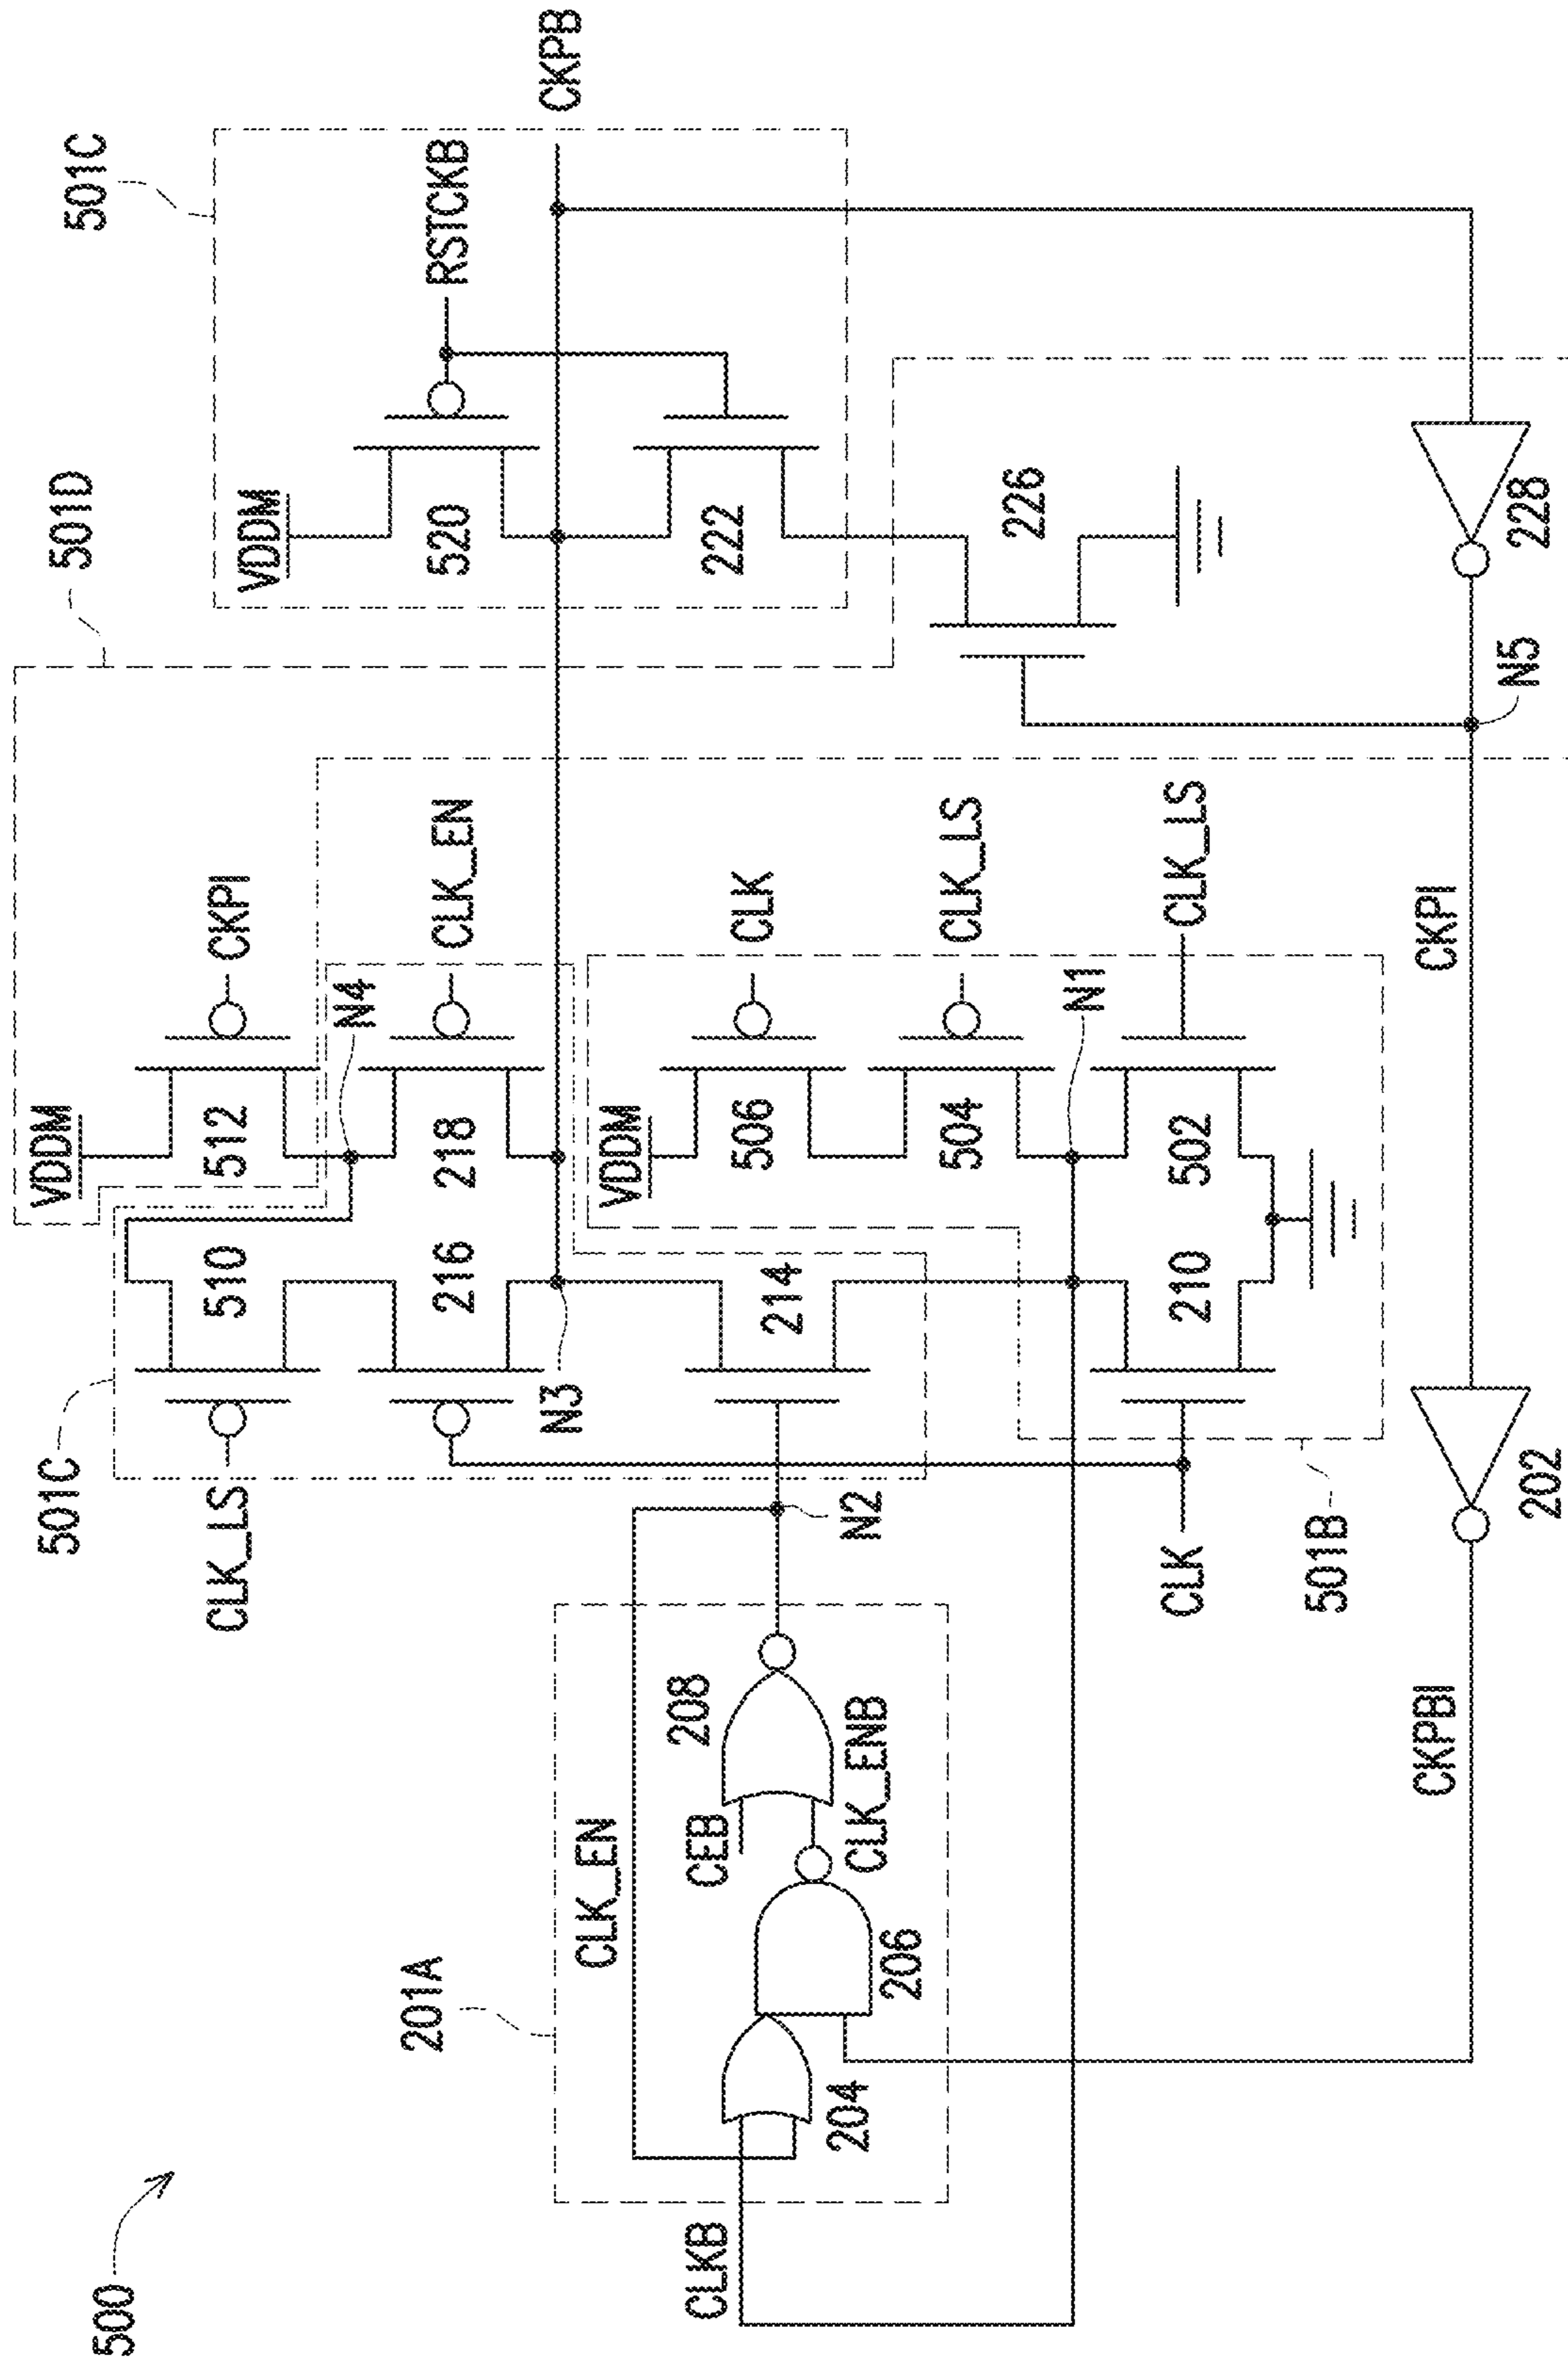 500
201A
CLKB
CLK_EN
CEB
CLK_ENB
204
206
208
N2
501C
CLK_LS
CLK
501B
VDDM
510
512
CKPI
N4
216
218
CLK_EN
N3
214
VDDM
506
CLK
504
CLK_LS
N1
210
502
CLK_LS
501D
501C
VDDM
520
RSTCKB
CKPB
222
226
228
N5
CKPI
202
CKPBI